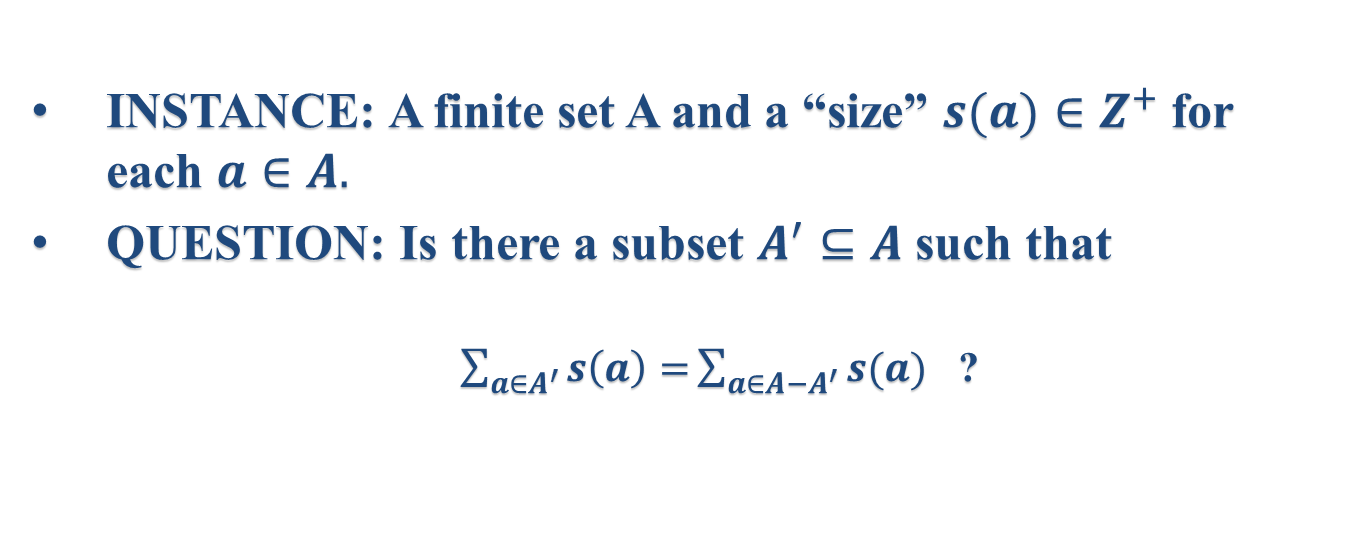 • INSTANCE: A finite set A and a “size” s(a) ∈ Z⁺ for
each a ∈ A.
• QUESTION: Is there a subset A′ ⊆ A such that
∑_{a∈A′} s(a) = ∑_{a∈A−A′} s(a) ?